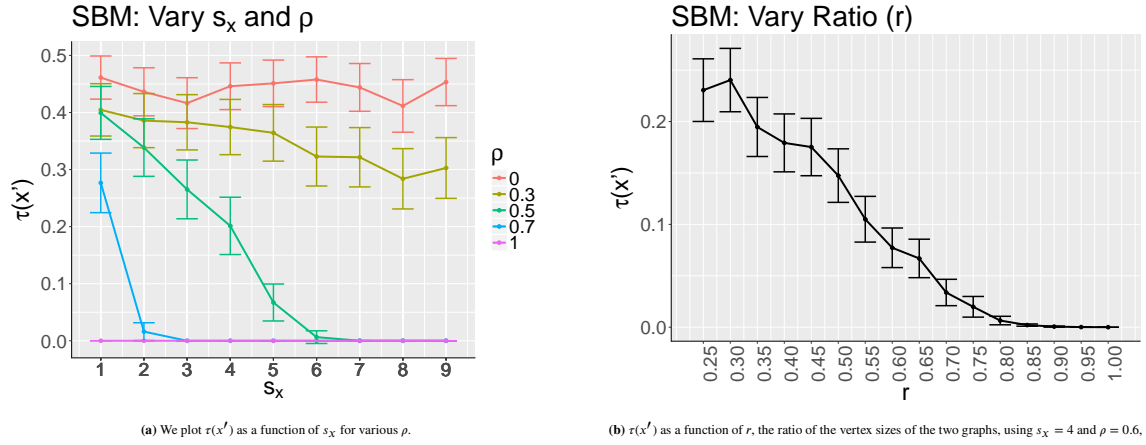 SBM: Vary s_x and ρ
τ(x')
0.5
0.4
0.3
0.2
0.1
0.0
1 2 3 4 5 6 7 8 9
s_x
ρ
0
0.3
0.5
0.7
1
(a) We plot τ(x′) as a function of s_x for various ρ.
SBM: Vary Ratio (r)
τ(x')
0.2
0.1
0.0
0.25 0.30 0.35 0.40 0.45 0.50 0.55 0.60 0.65 0.70 0.75 0.80 0.85 0.90 0.95 1.00
r
(b) τ(x′) as a function of r, the ratio of the vertex sizes of the two graphs, using s_x = 4 and ρ = 0.6,